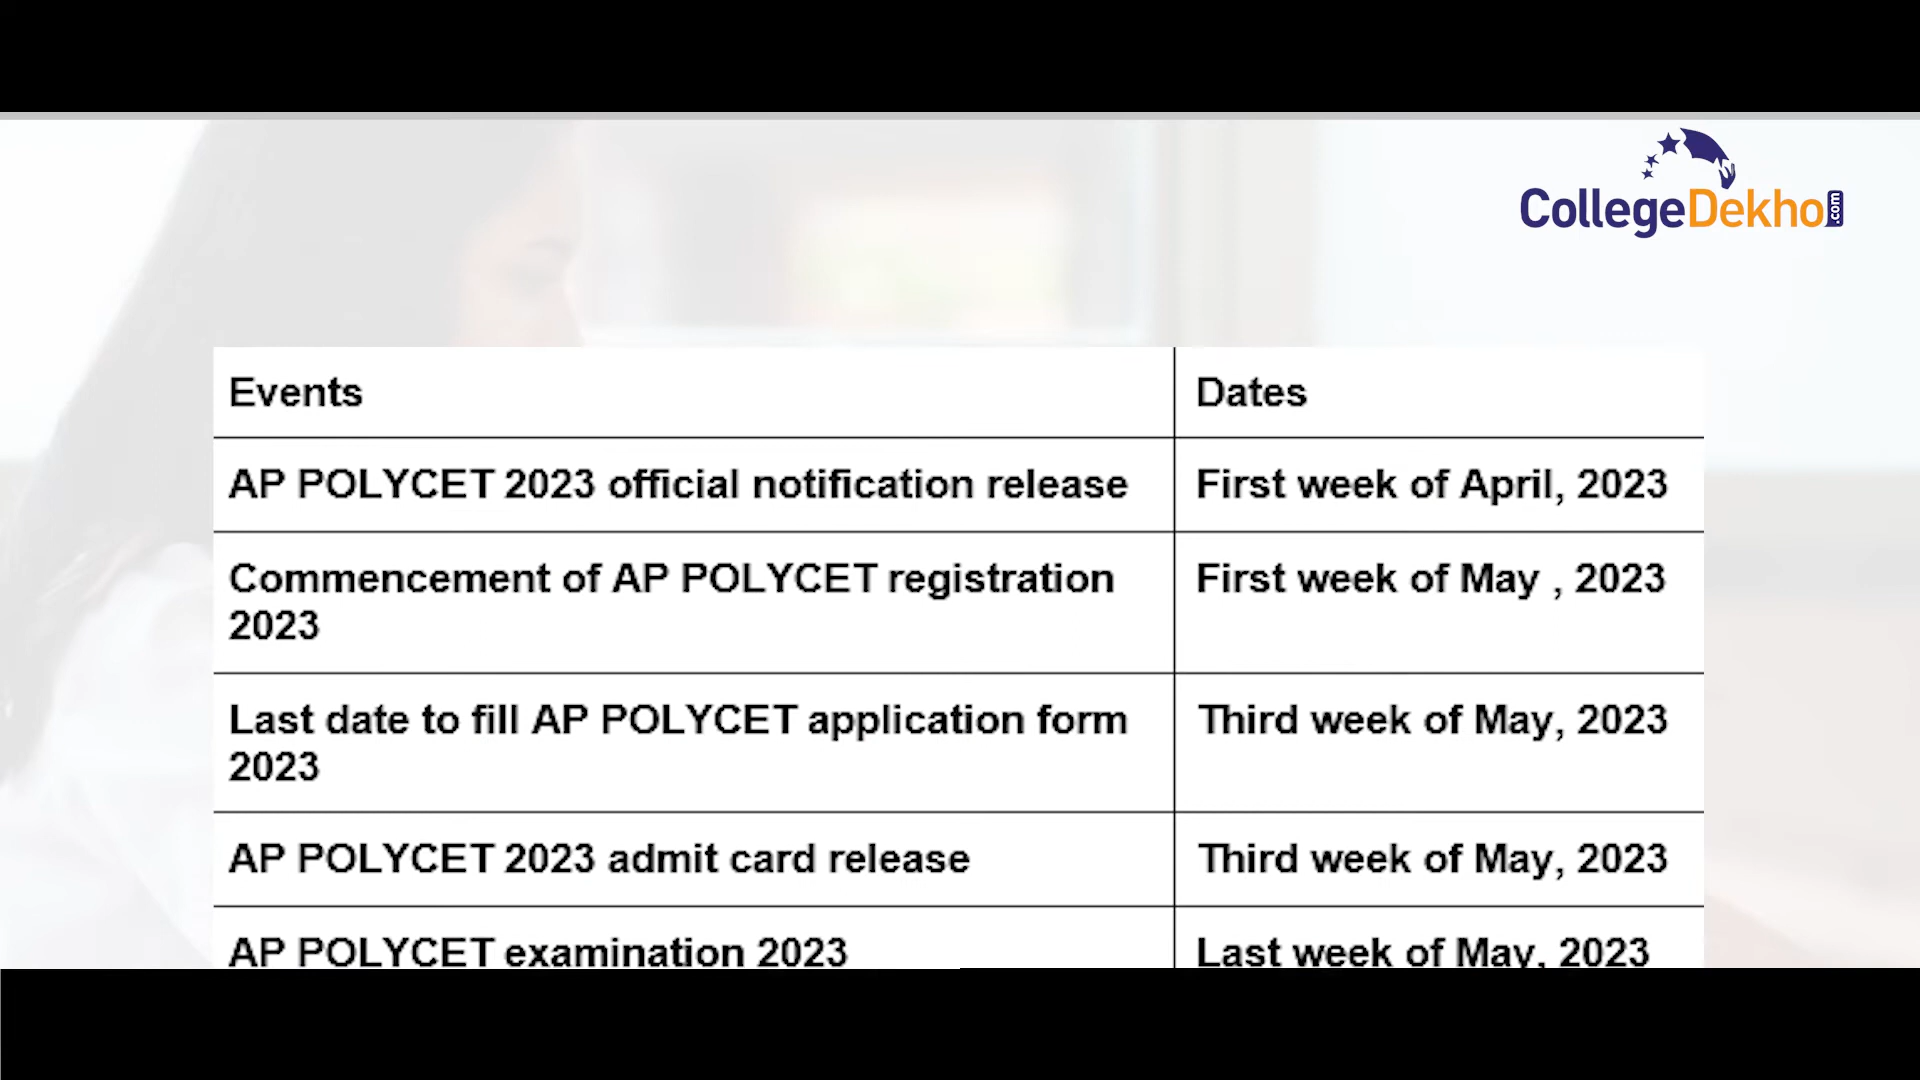 CollegeDekho.com
Events Dates
AP POLYCET 2023 official notification release First week of April, 2023
Commencement of AP POLYCET registration First week of May , 2023
2023
Last date to fill AP POLYCET application form Third week of May, 2023
2023
AP POLYCET 2023 admit card release Third week of May, 2023
AP POLYCET examination 2023 Last week of May, 2023